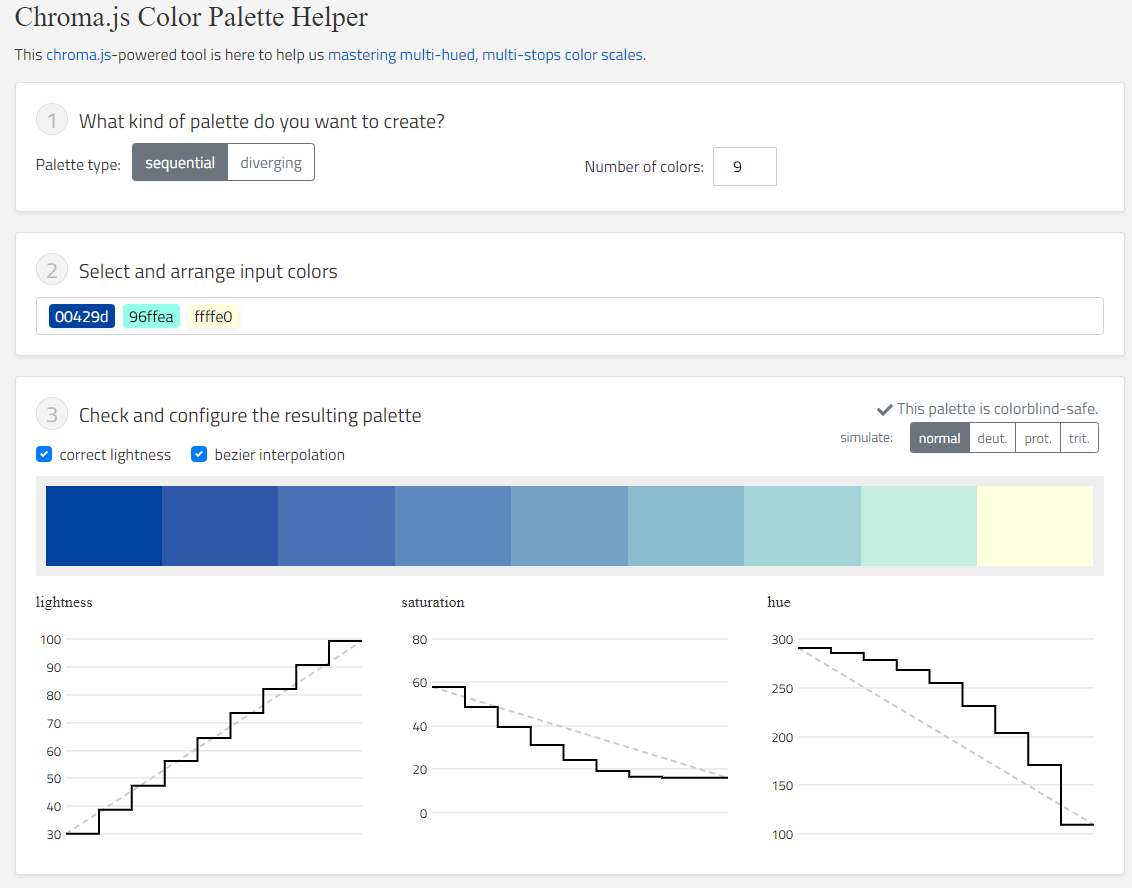 Chroma.js Color Palette Helper
This chroma.js-powered tool is here to help us mastering multi-hued, multi-stops color scales.
1 What kind of palette do you want to create?
Palette type: sequential diverging Number of colors: 9
2 Select and arrange input colors
00429d 96ffea ffffe0
3 Check and configure the resulting palette
This palette is colorblind-safe.
simulate: normal deut. prot. trit.
correct lightness bezier interpolation
lightness saturation hue
100
90
80
70
60
50
40
30
80
60
40
20
0
300
250
200
150
100